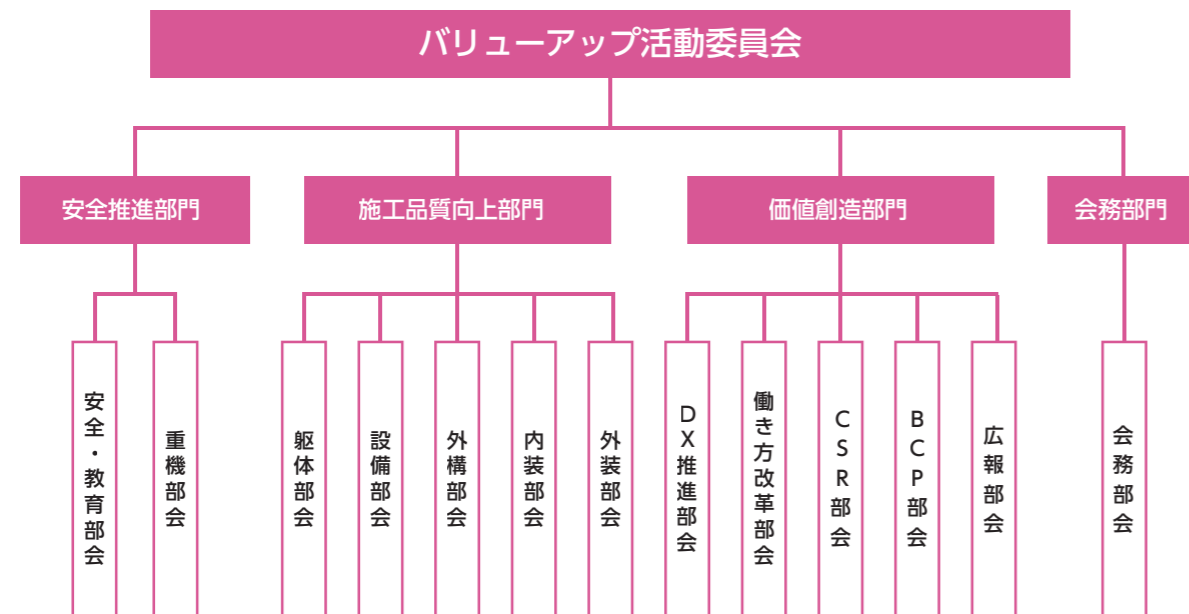 バリューアップ活動委員会
安全推進部門
施工品質向上部門
価値創造部門
会務部門
安全・教育部会
重機部会
躯体部会
設備部会
外構部会
内装部会
外装部会
DX推進部会
働き方改革部会
CSR部会
BCP部会
広報部会
会務部会